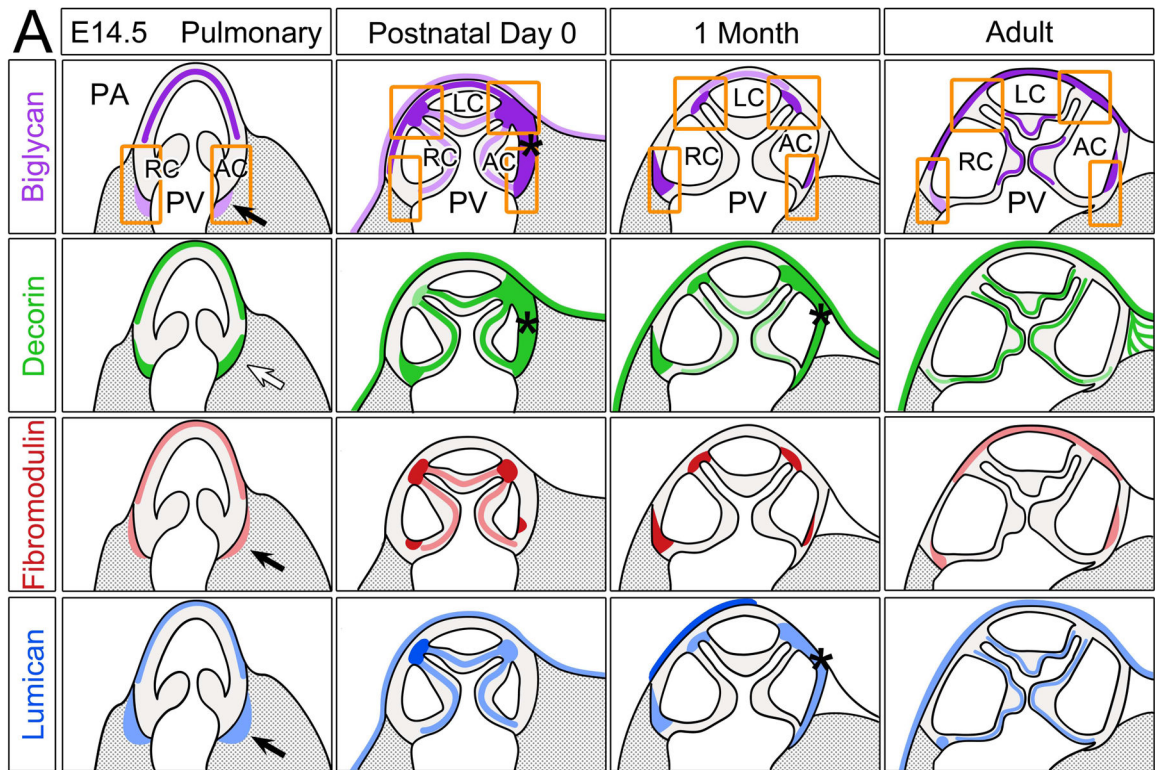 A
E14.5 Pulmonary
Postnatal Day 0
1 Month
Adult
Biglycan
PA
RC
AC
PV
LC
RC
AC
*
PV
LC
RC
AC
PV
LC
RC
AC
PV
Decorin
*
*
Fibromodulin
Lumican
*